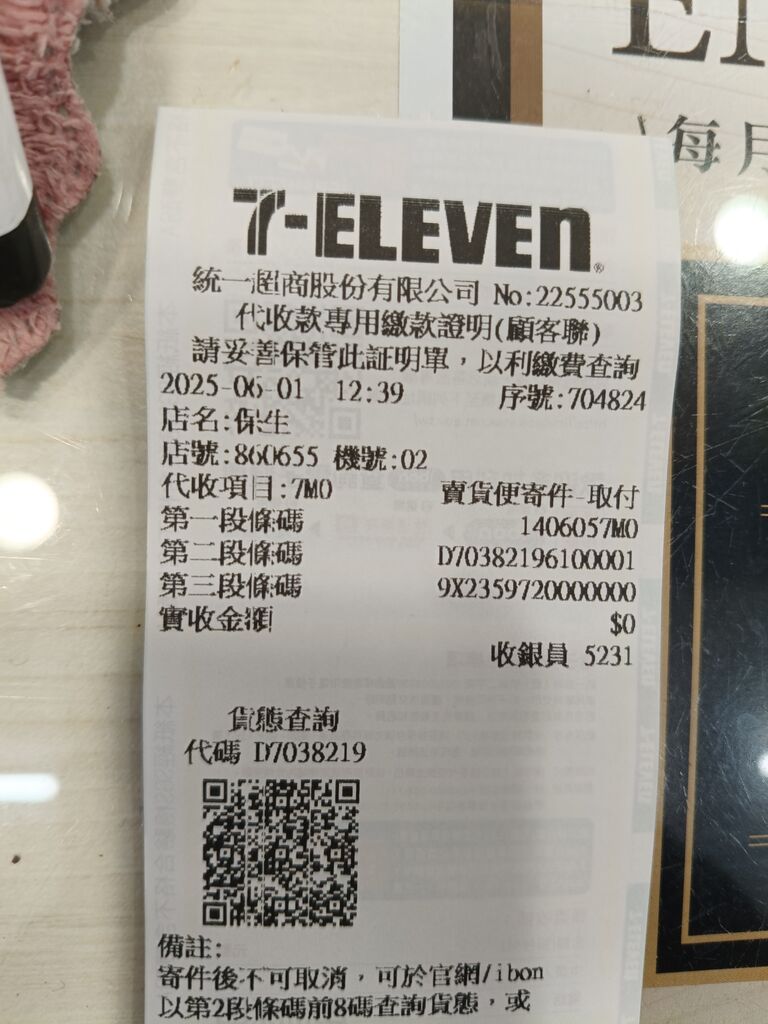 EN
\每月
7-ELEVEN®
統一超商股份有限公司 No:22555003
代收款專用繳款證明(顧客聯)
請妥善保管此証明單，以利繳費查詢
2025-06-01 12:39 序號:704824
店名:保生
店號:860655 機號:02
代收項目:7M0 賣貨便寄件-取付
第一段條碼 1406057M0
第二段條碼 D70382196100001
第三段條碼 9X2359720000000
實收金額 $0
收銀員 5231
貨態查詢
代碼 D7038219
備註:
寄件後不可取消，可於官網/ibon
以第2段條碼前8碼查詢貨態，或